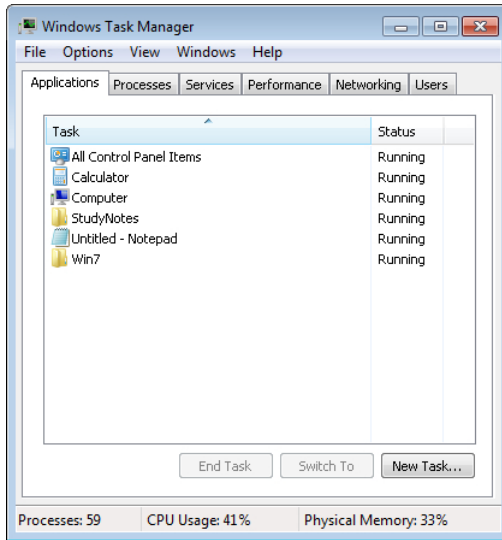 Windows Task Manager
File Options View Windows Help
Applications Processes Services Performance Networking Users
Task Status
All Control Panel Items Running
Calculator Running
Computer Running
StudyNotes Running
Untitled - Notepad Running
Win7 Running
End Task Switch To New Task...
Processes: 59 CPU Usage: 41% Physical Memory: 33%